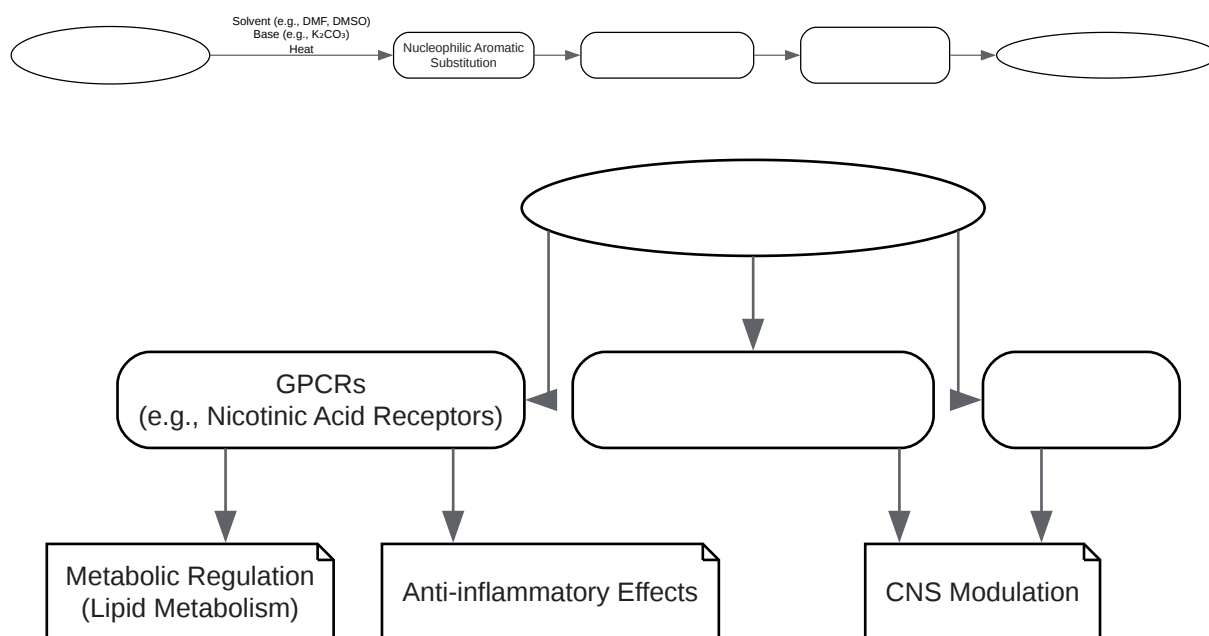 Solvent (e.g., DMF, DMSO)
Base (e.g., K₂CO₃)
Heat
Nucleophilic Aromatic
Substitution
GPCRs
(e.g., Nicotinic Acid Receptors)
Metabolic Regulation
(Lipid Metabolism)
Anti-inflammatory Effects
CNS Modulation